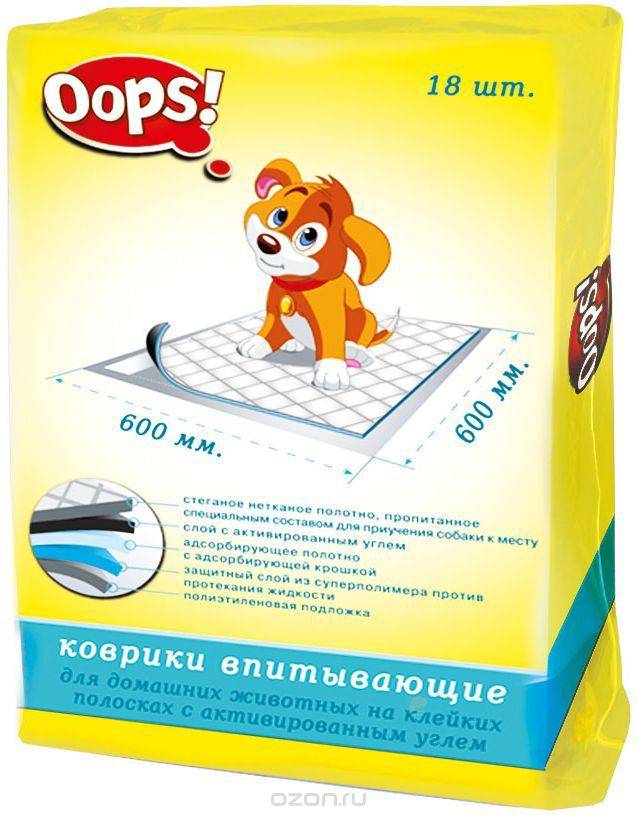 Oops!
18 шт.
Oops!
600 мм.
600 мм.
стеганое нетканое полотно, пропитанное
специальным составом для приучения собаки к месту
слой с активированным углем
адсорбирующее полотно
с адсорбирующей крошкой
защитный слой из суперполимера против
протекания жидкости
полиэтиленовая подложка
коврики впитывающие
для домашних животных на клейких
полосках с активированным углем
ozon.ru